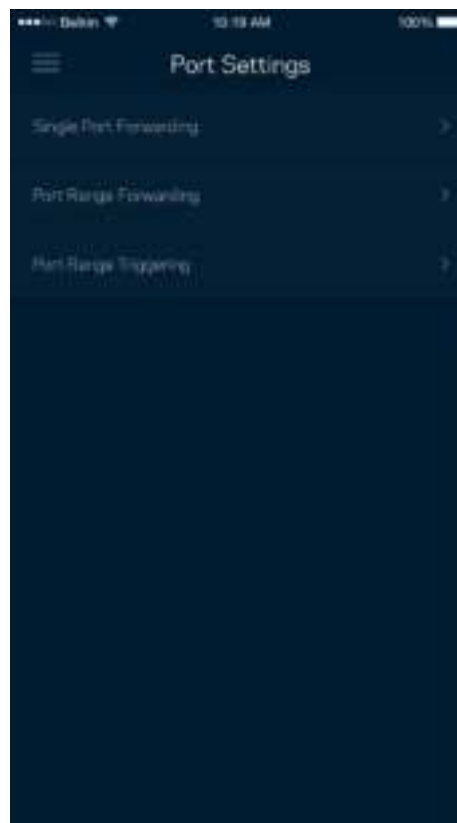 Belkin 10:19 AM 100%
Port Settings
Single Port Forwarding
Port Range Forwarding
Port Range Triggering